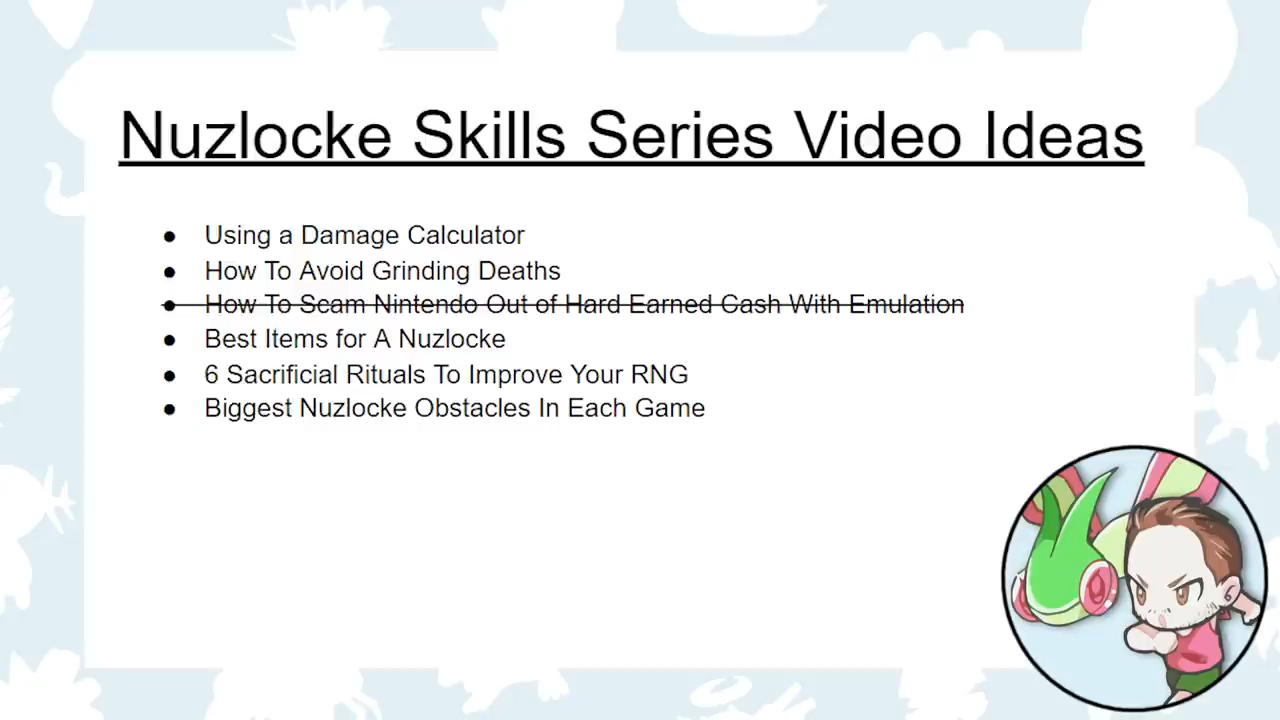 Nuzlocke Skills Series Video Ideas
● Using a Damage Calculator
● How To Avoid Grinding Deaths
● How To Scam Nintendo Out of Hard Earned Cash With Emulation
● Best Items for A Nuzlocke
● 6 Sacrificial Rituals To Improve Your RNG
● Biggest Nuzlocke Obstacles In Each Game